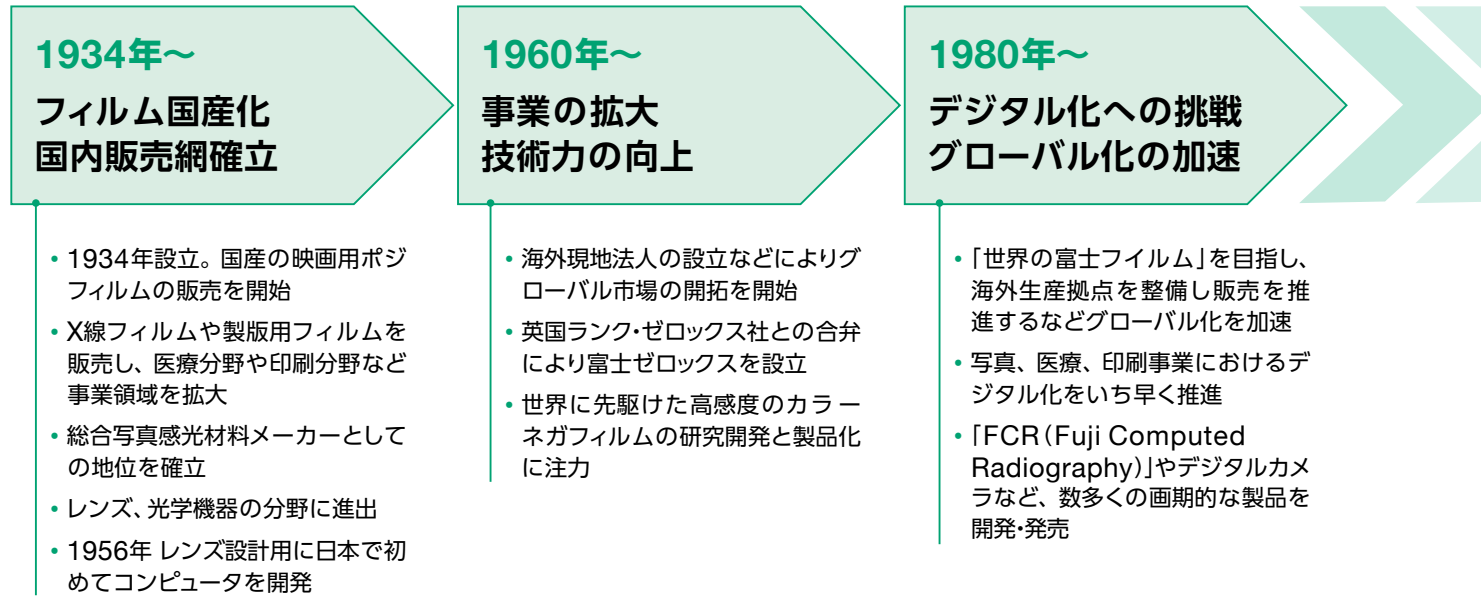 1934年～
フィルム国産化
国内販売網確立
• 1934年設立。国産の映画用ポジ
フィルムの販売を開始
• X線フィルムや製版用フィルムを
販売し、医療分野や印刷分野など
事業領域を拡大
• 総合写真感光材料メーカーとして
の地位を確立
• レンズ、光学機器の分野に進出
• 1956年 レンズ設計用に日本で初
めてコンピュータを開発
1960年～
事業の拡大
技術力の向上
• 海外現地法人の設立などによりグ
ローバル市場の開拓を開始
• 英国ランク・ゼロックス社との合弁
により富士ゼロックスを設立
• 世界に先駆けた高感度のカラー
ネガフィルムの研究開発と製品化
に注力
1980年～
デジタル化への挑戦
グローバル化の加速
• 「世界の富士フイルム」を目指し、
海外生産拠点を整備し販売を推
進するなどグローバル化を加速
• 写真、医療、印刷事業におけるデ
ジタル化をいち早く推進
• 「FCR（Fuji Computed
Radiography）」やデジタルカメ
ラなど、数多くの画期的な製品を
開発・発売